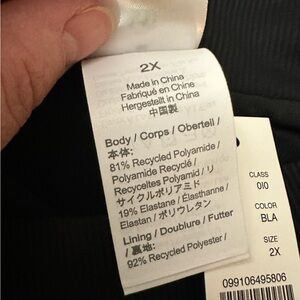 2X
Made in China
Fabriqué en Chine
Hergestellt in China
中国製
Body / Corps / Oberteil /
本体:
81% Recycled Polyamide /
Polyamide Recyclé /
Recyceltes Polyamid / リ
サイクルポリアミド
19% Elastane / Élasthanne /
Elastan / ポリウレタン
Lining / Doublure / Futter
/ 裏地:
92% Recycled Polyester /
CLASS
010
COLOR
BLA
SIZE
2X
099106495806